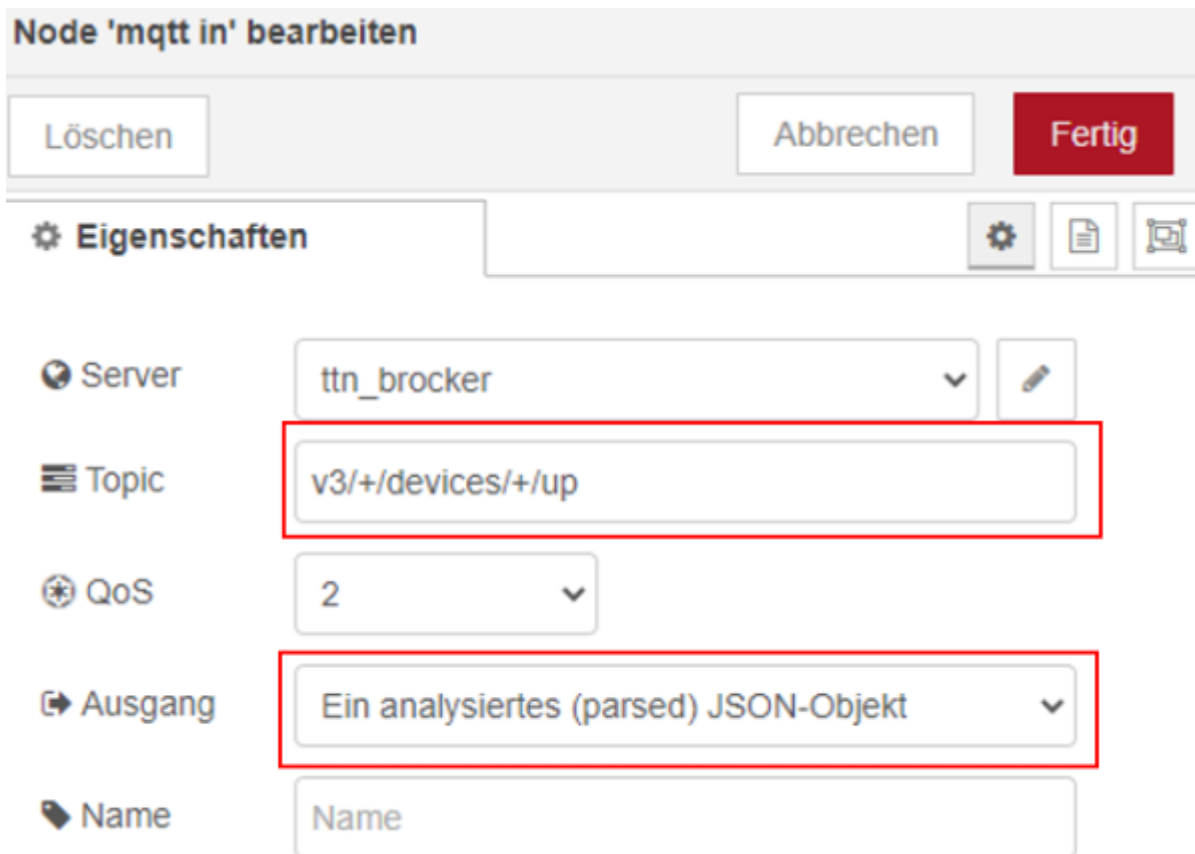 Node 'mqtt in' bearbeiten
Löschen Abbrechen Fertig
Eigenschaften
Server ttn_brocker
Topic v3/+/devices/+/up
QoS 2
Ausgang Ein analysiertes (parsed) JSON-Objekt
Name Name